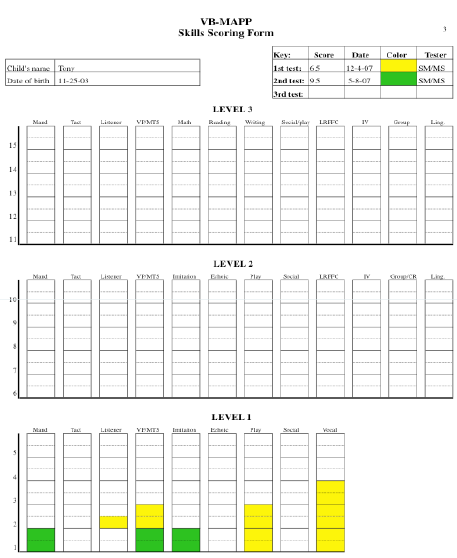 VB-MAPP
Skills Scoring Form
3
Key: Score Date Color Tester
1st test: 6.5 12-4-07 SM/MS
2nd test: 9.5 5-8-07 SM/MS
3rd test:
Child's name Tony
Date of birth 11-25-03
LEVEL 3
Mand Tact Listener VP/MTS Math Reading Writing Social/play LRFFC IV Group Ling.
15
14
13
12
11
LEVEL 2
Mand Tact Listener VP/MTS Imitation Echoic Play Social LRFFC IV Group/CR Ling.
10
9
8
7
6
LEVEL 1
Mand Tact Listener VP/MTS Imitation Echoic Play Social Vocal
5
4
3
2
1